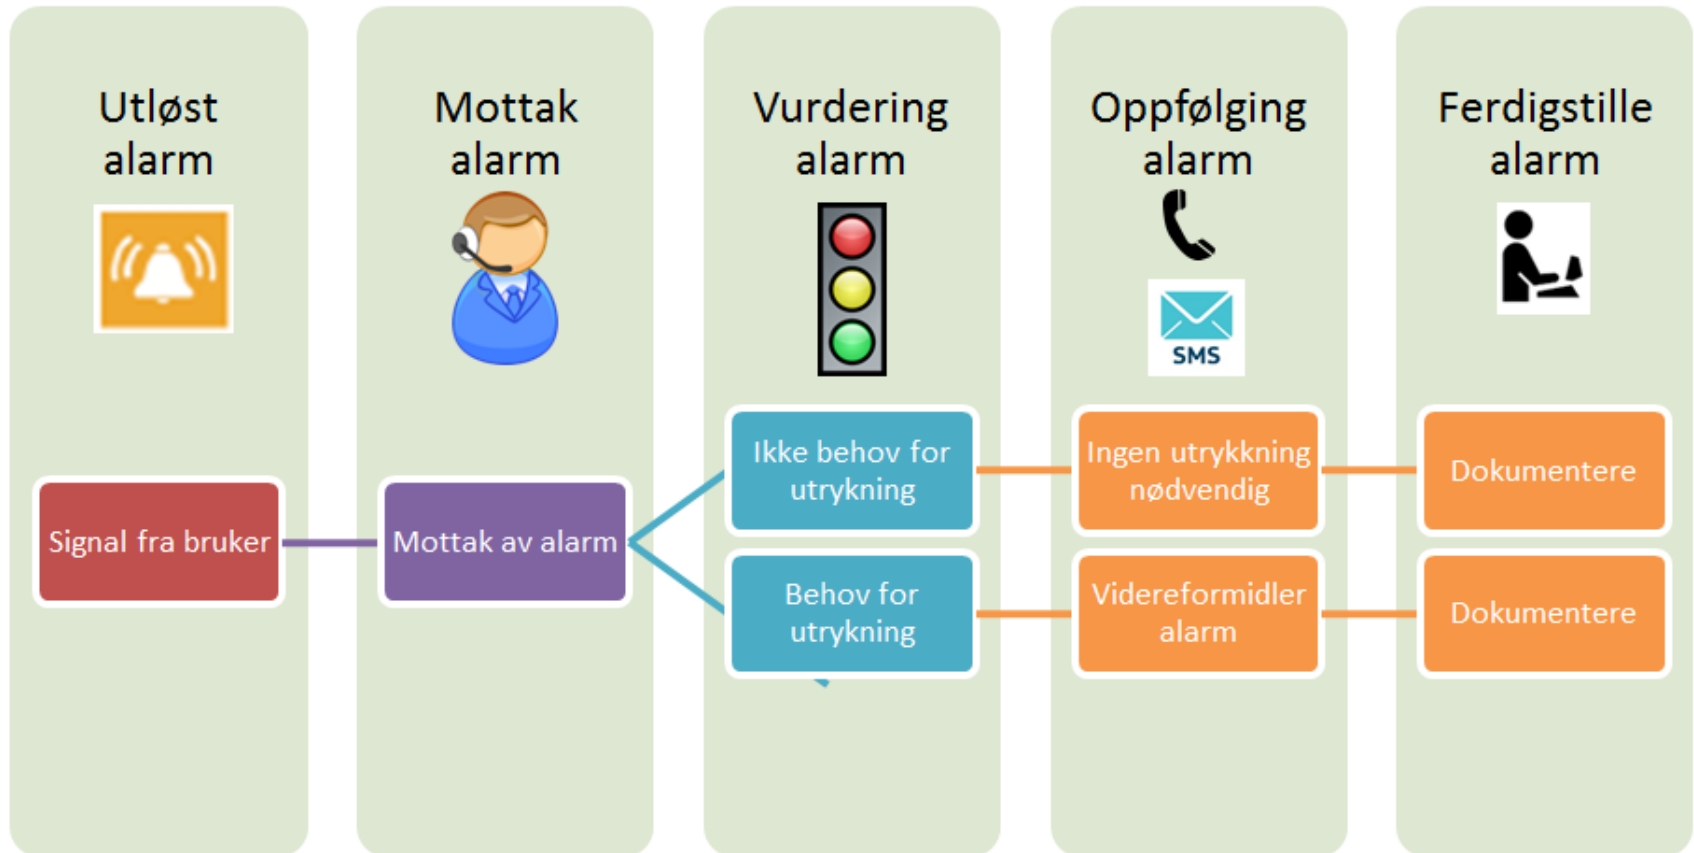 Utløst
alarm
Mottak
alarm
Vurdering
alarm
Oppfølging
alarm
Ferdigstille
alarm
SMS
Signal fra bruker
Mottak av alarm
Ikke behov for
utrykning
Ingen utrykkning
nødvendig
Dokumentere
Behov for
utrykning
Videreformidler
alarm
Dokumentere